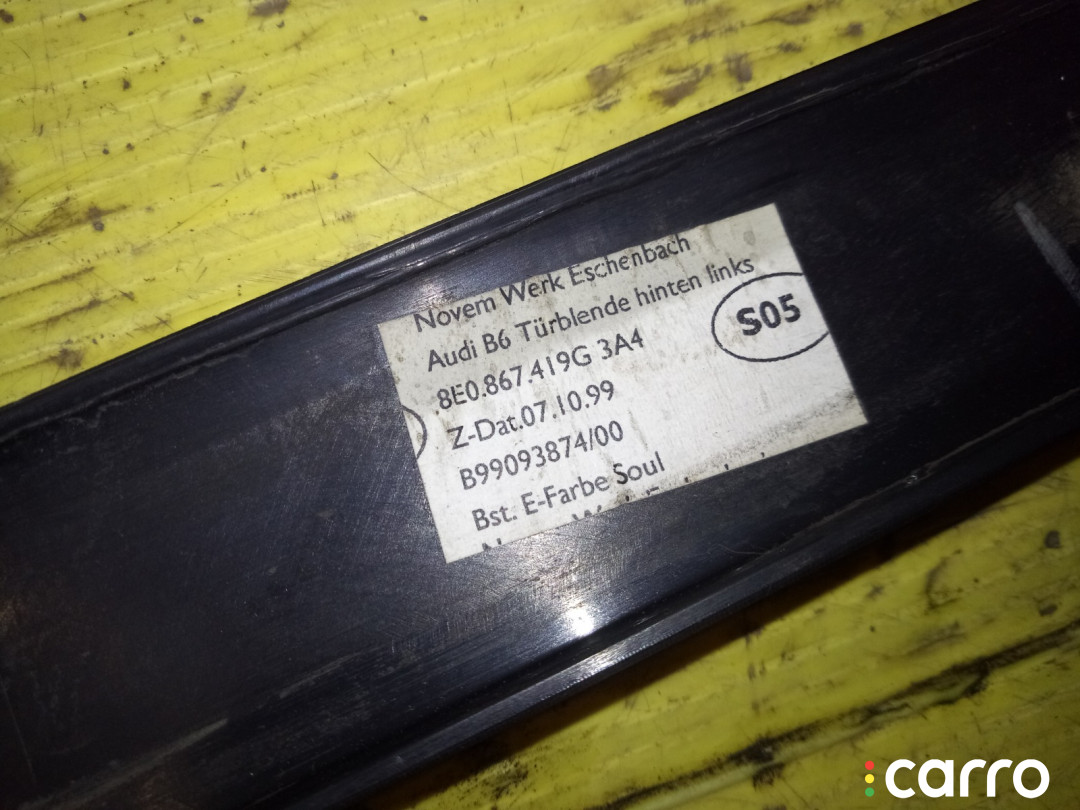 Novem Werk Eschenbach
Audi B6 Türblende hinten links
8E0.867.419G 3A4
S05
Z-Dat.07.10.99
B99093874/00
Bst. E-Farbe Soul
carro